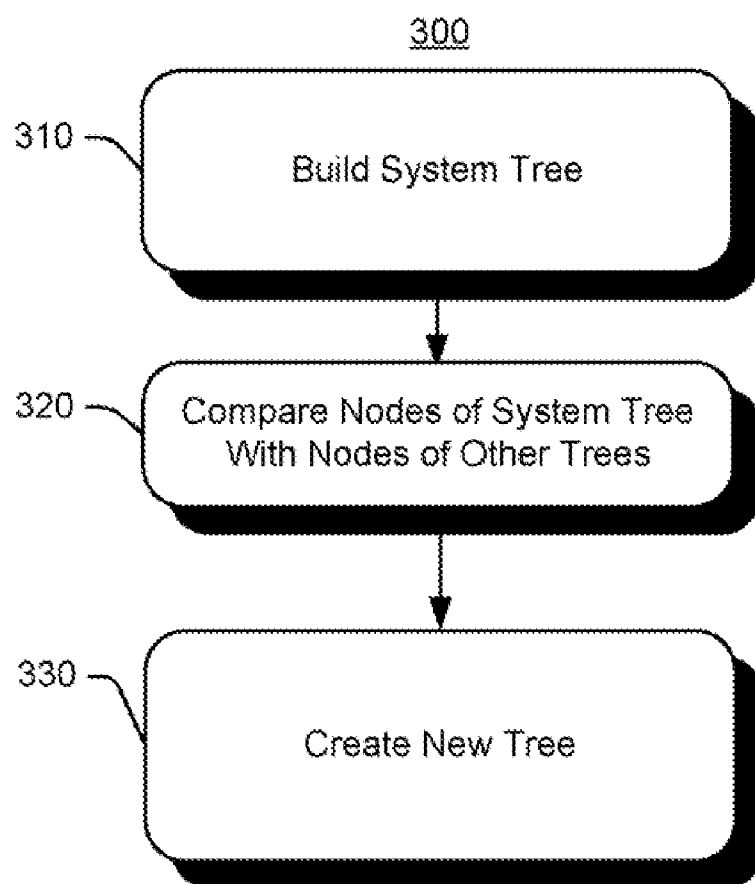 300
310
Build System Tree
320
Compare Nodes of System Tree
With Nodes of Other Trees
330
Create New Tree